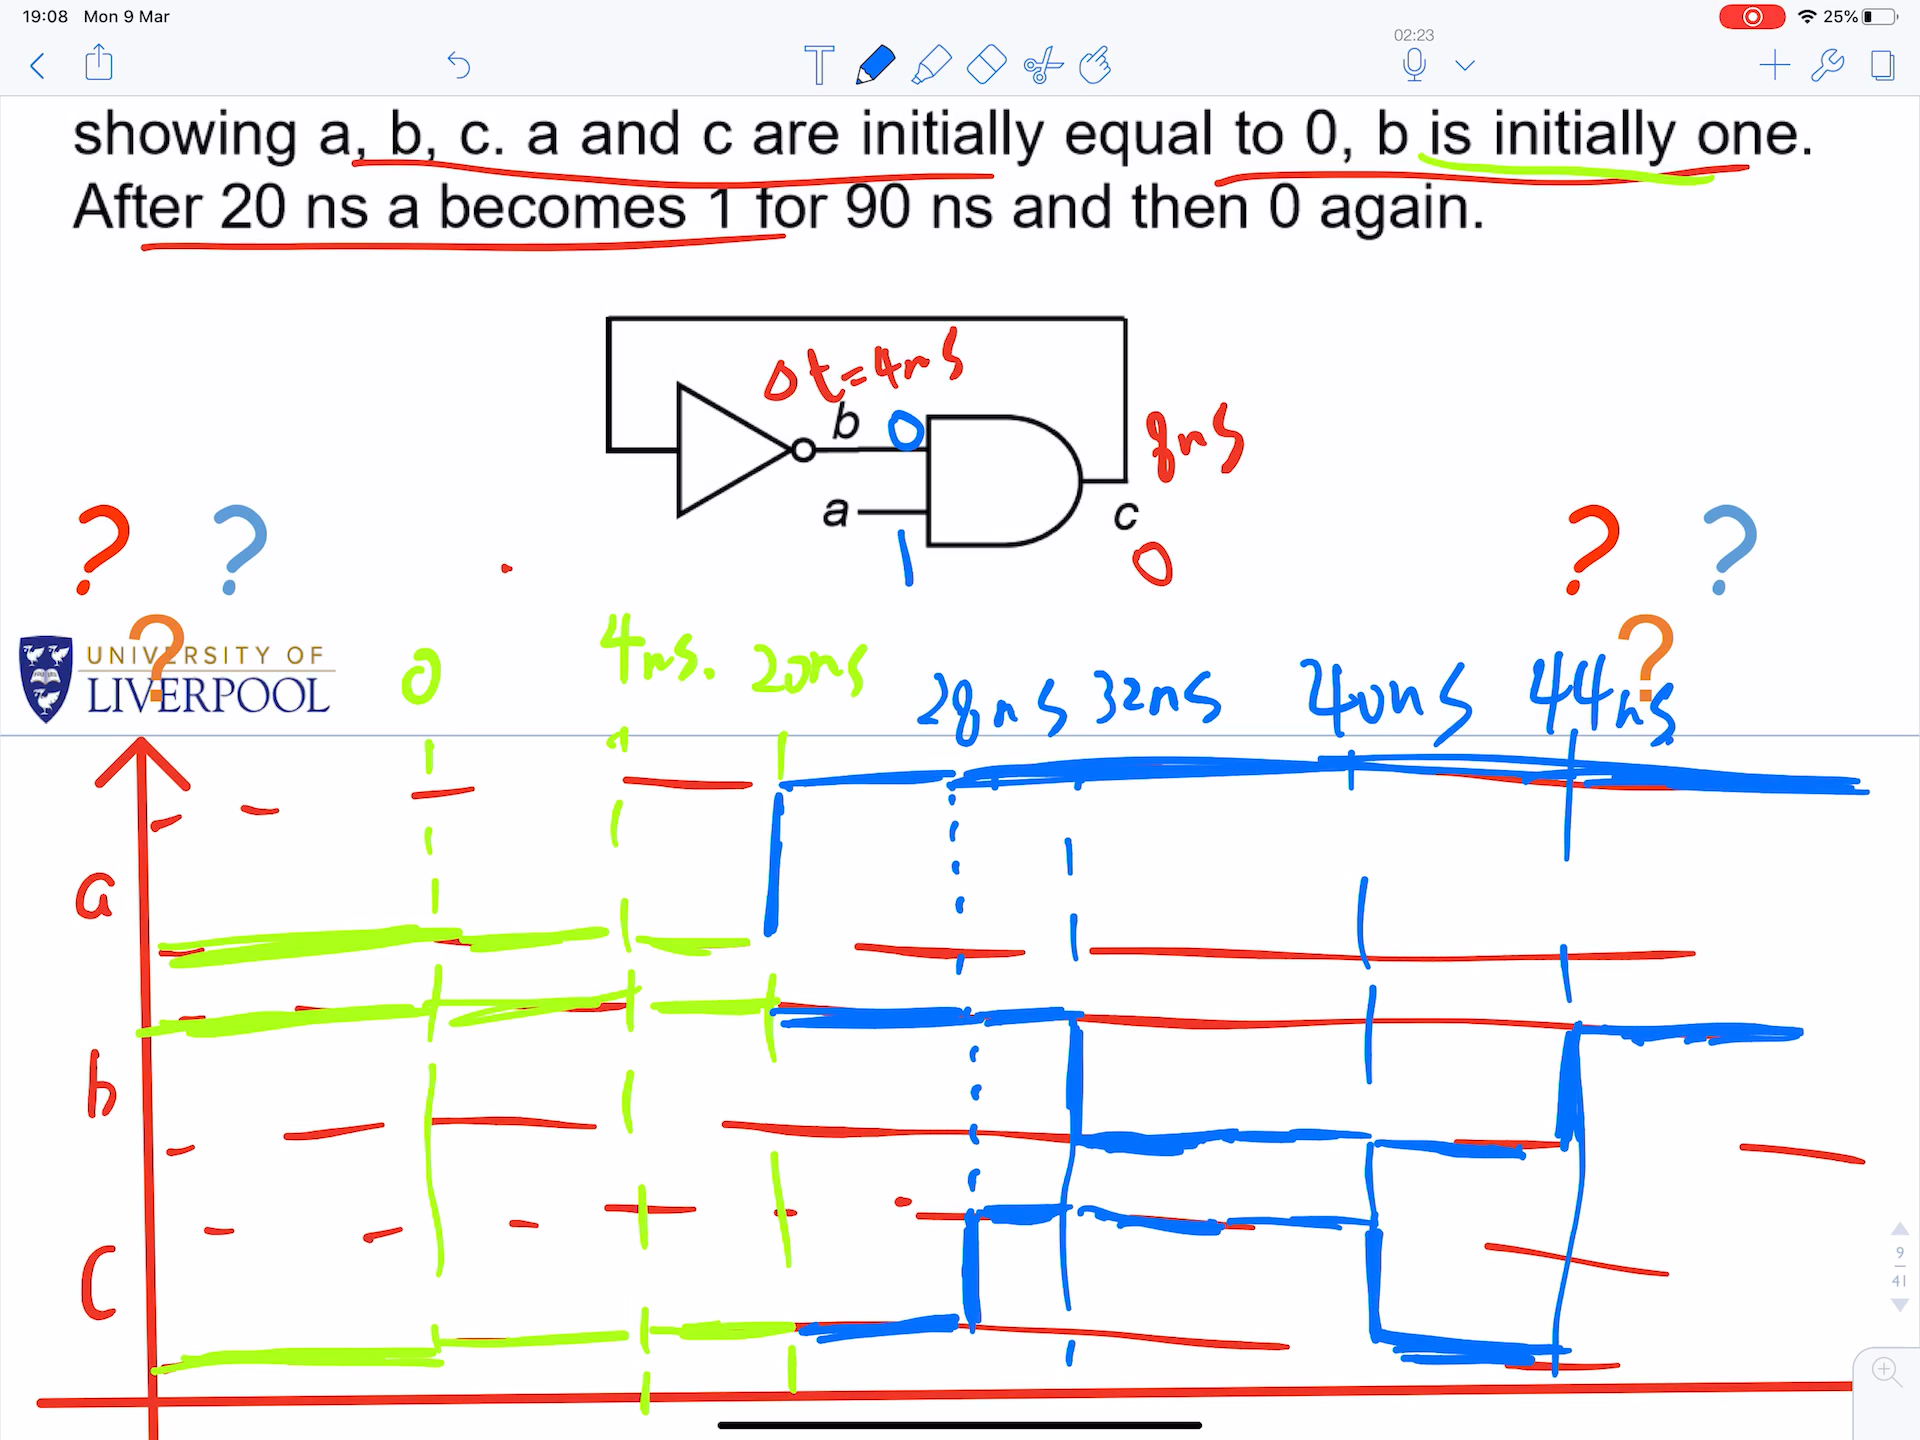 19:08 Mon 9 Mar
25%
02:23
T
showing a, b, c. a and c are initially equal to 0, b is initially one.
After 20 ns a becomes 1 for 90 ns and then 0 again.
Δt=4ns
b 0
8ns
a
c
1
0
? ?
?
? ?
?
UNIVERSITY OF
LIVERPOOL
0 4ns. 20ns 28ns 32ns 40ns 44ns
a
b
c
9
41